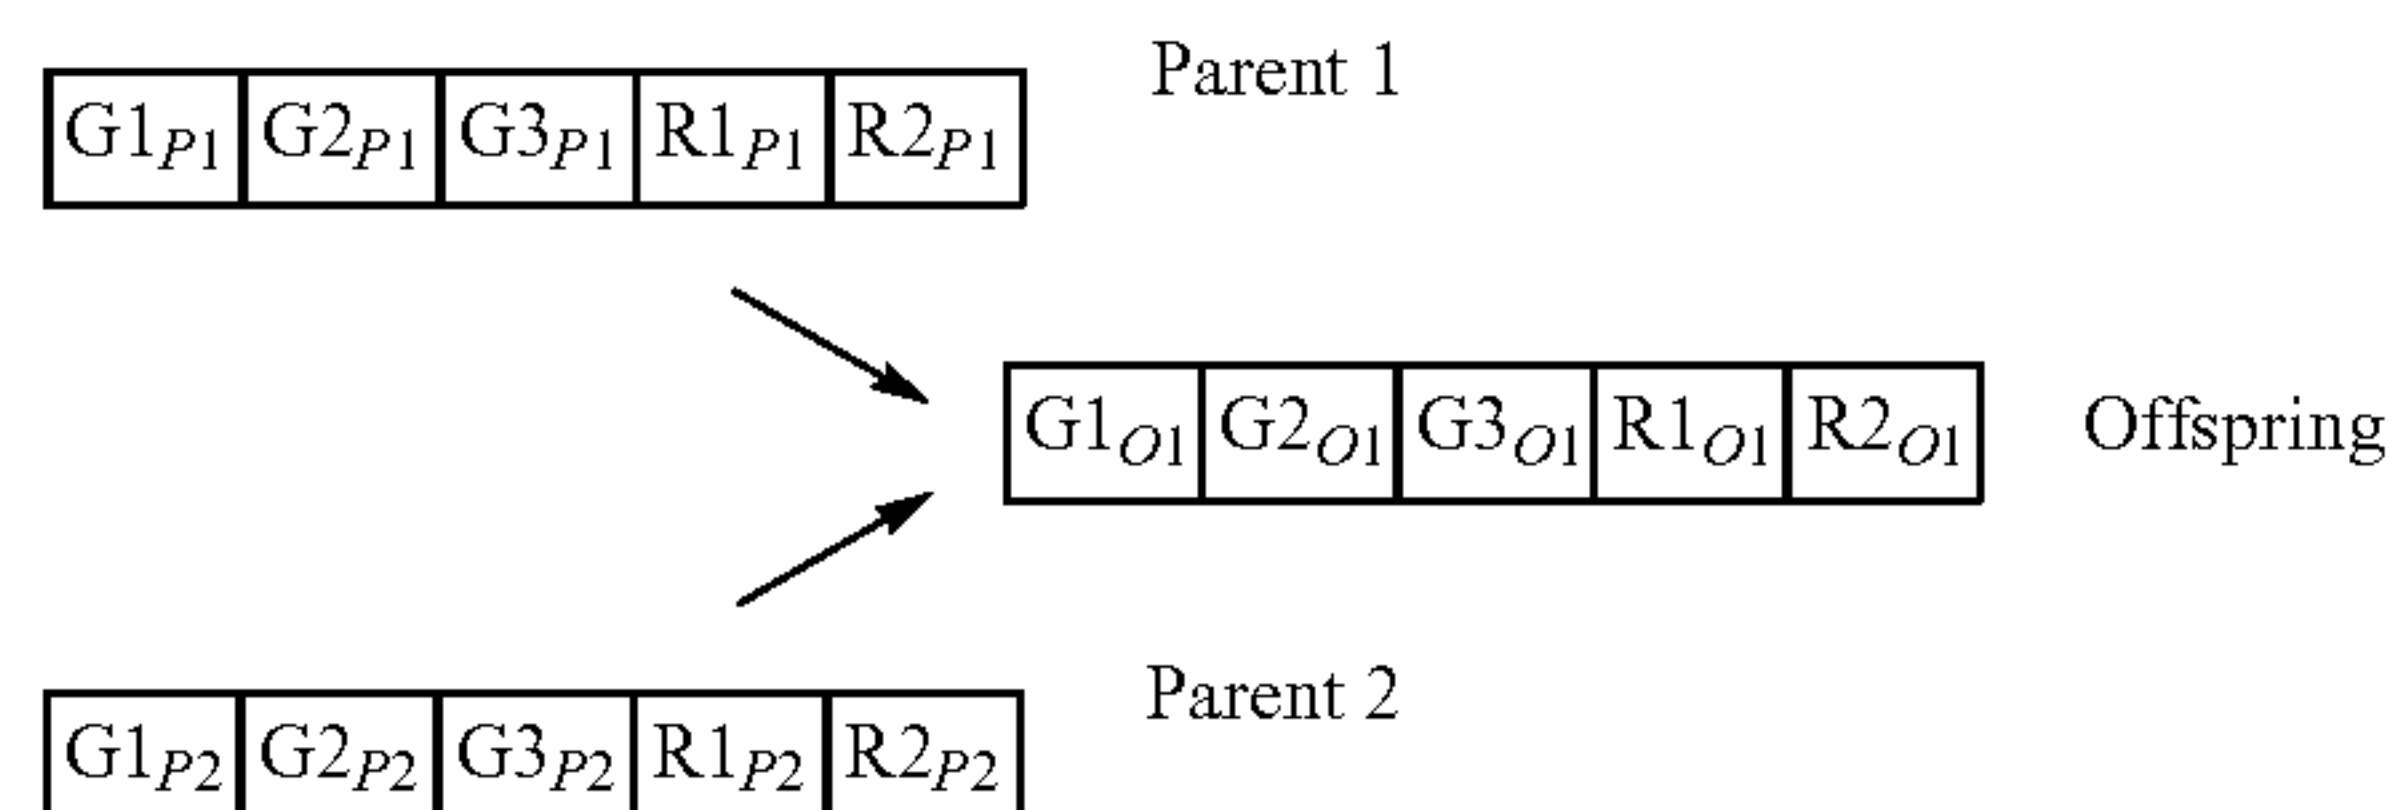 Parent 1
G1P1 G2P1 G3P1 R1P1 R2P1
G1O1 G2O1 G3O1 R1O1 R2O1 Offspring
Parent 2
G1P2 G2P2 G3P2 R1P2 R2P2